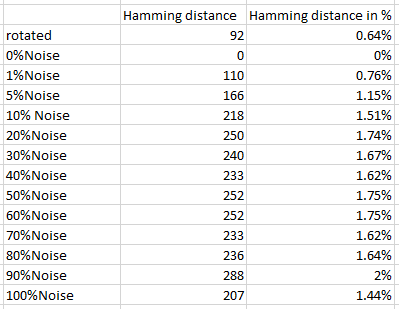 Hamming distance Hamming distance in %
rotated 92 0.64%
0%Noise 0 0%
1%Noise 110 0.76%
5%Noise 166 1.15%
10% Noise 218 1.51%
20%Noise 250 1.74%
30%Noise 240 1.67%
40%Noise 233 1.62%
50%Noise 252 1.75%
60%Noise 252 1.75%
70%Noise 233 1.62%
80%Noise 236 1.64%
90%Noise 288 2%
100%Noise 207 1.44%